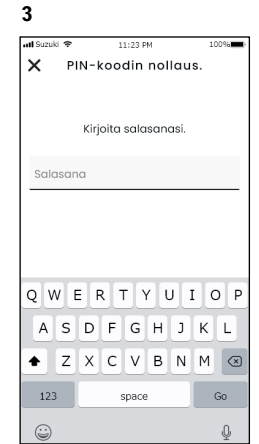 3
Suzuki 11:23 PM 100%
PIN-koodin nollaus.
Kirjoita salasanasi.
Salasana
Q W E R T Y U I O P
A S D F G H J K L
Z X C V B N M
123 space Go